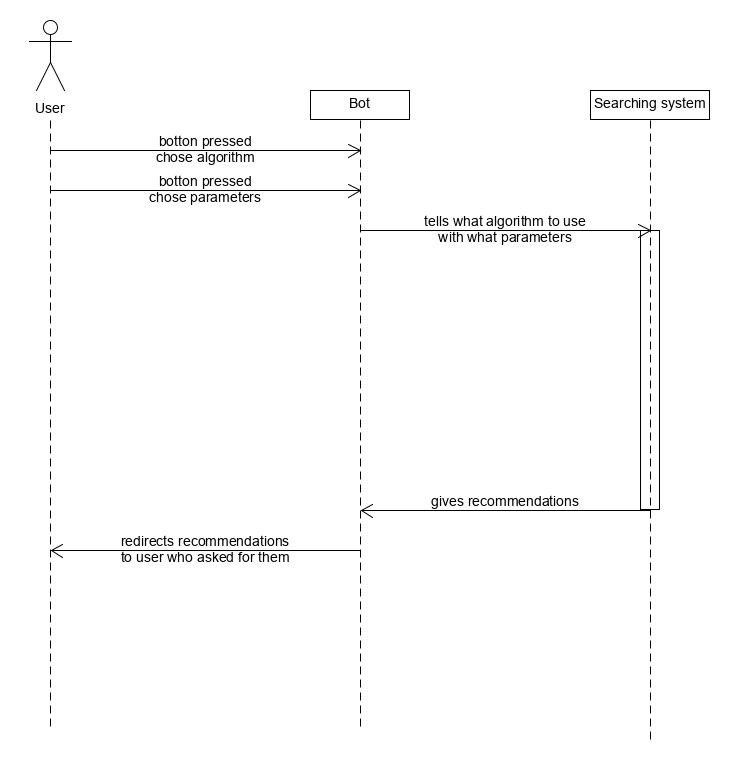 User
Bot
Searching system
botton pressed
chose algorithm
botton pressed
chose parameters
tells what algorithm to use
with what parameters
gives recommendations
redirects recommendations
to user who asked for them